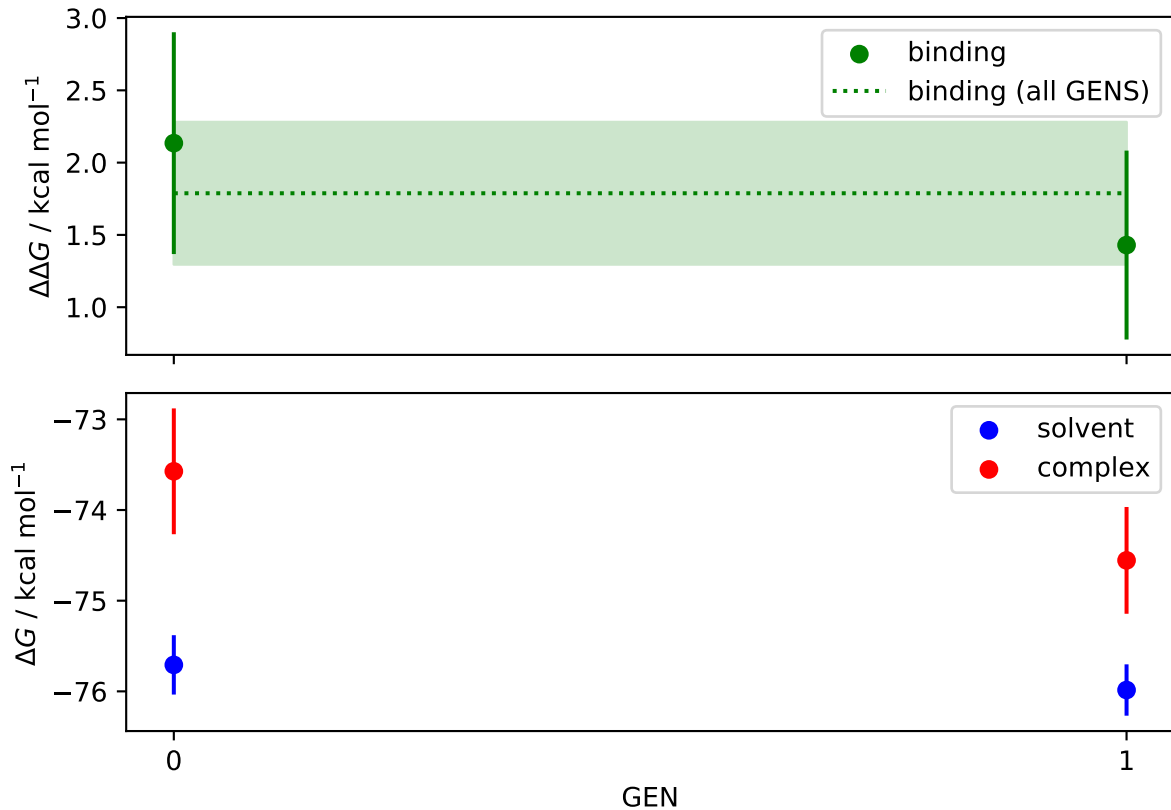 3.0
2.5
2.0
1.5
1.0
ΔΔG / kcal mol⁻¹
binding
binding (all GENS)
−73
−74
−75
−76
ΔG / kcal mol⁻¹
solvent
complex
0
1
GEN